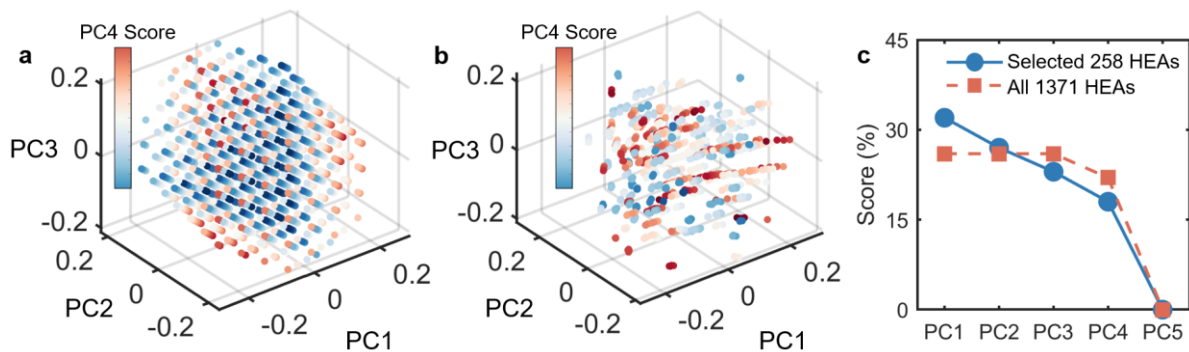 a
PC4 Score
PC3
0.2
0
-0.2
PC2
0.2
0
-0.2
PC1
-0.2
0
0.2
b
PC4 Score
PC3
0.2
0
-0.2
PC2
0.2
0
-0.2
PC1
-0.2
0
0.2
c
Selected 258 HEAs
All 1371 HEAs
Score (%)
45
30
15
0
PC1 PC2 PC3 PC4 PC5